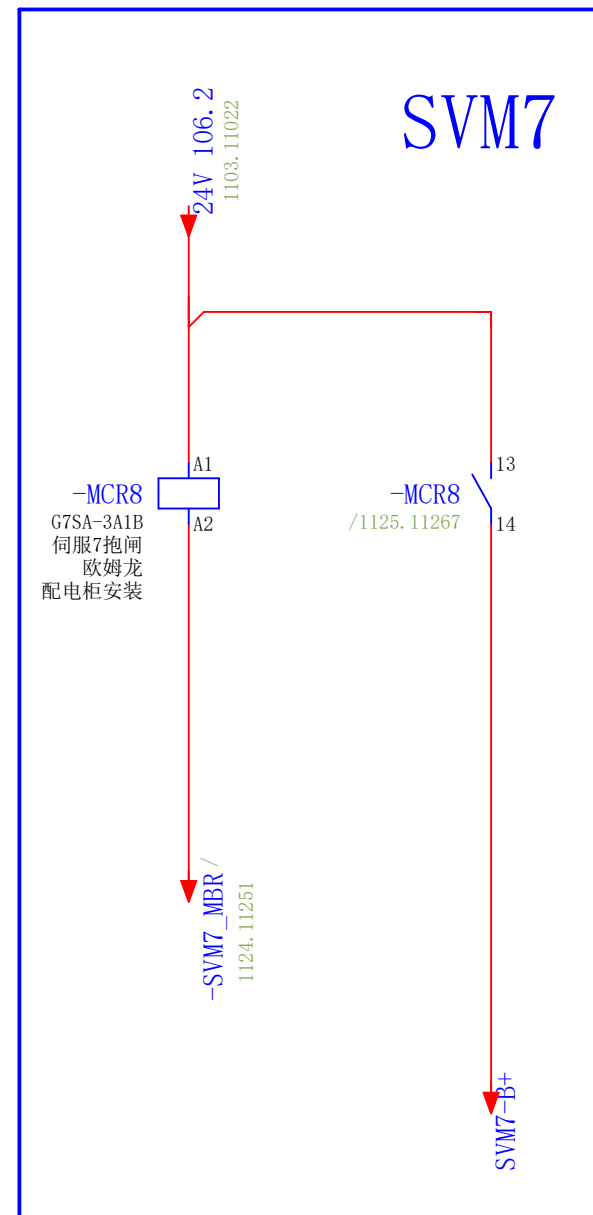 SVM7
24V 106.2
1103.11022
A1
-MCR8
G7SA-3A1B
A2
伺服7抱闸
欧姆龙
配电柜安装
13
-MCR8
/1125.11267
14
-SVM7_MBR/
1124.11251
SVM7-B+